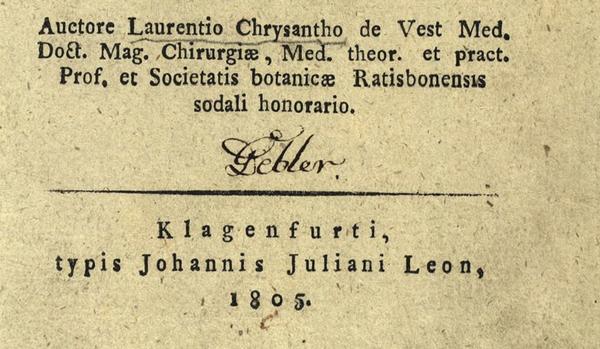 Auctore Laurentio Chrysantho de Vest Med.
Doct. Mag. Chirurgiæ, Med. theor. et pract.
Prof. et Societatis botanicæ Ratisbonensis
sodali honorario.
Gebler.
Klagenfurti,
typis Johannis Juliani Leon,
1805.